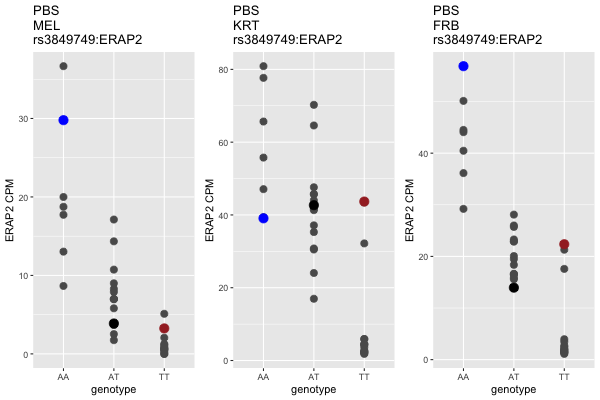 PBS
MEL
rs3849749:ERAP2
ERAP2 CPM
30
20
10
0
AA
AT
TT
genotype
PBS
KRT
rs3849749:ERAP2
ERAP2 CPM
80
60
40
20
0
AA
AT
TT
genotype
PBS
FRB
rs3849749:ERAP2
ERAP2 CPM
40
20
0
AA
AT
TT
genotype